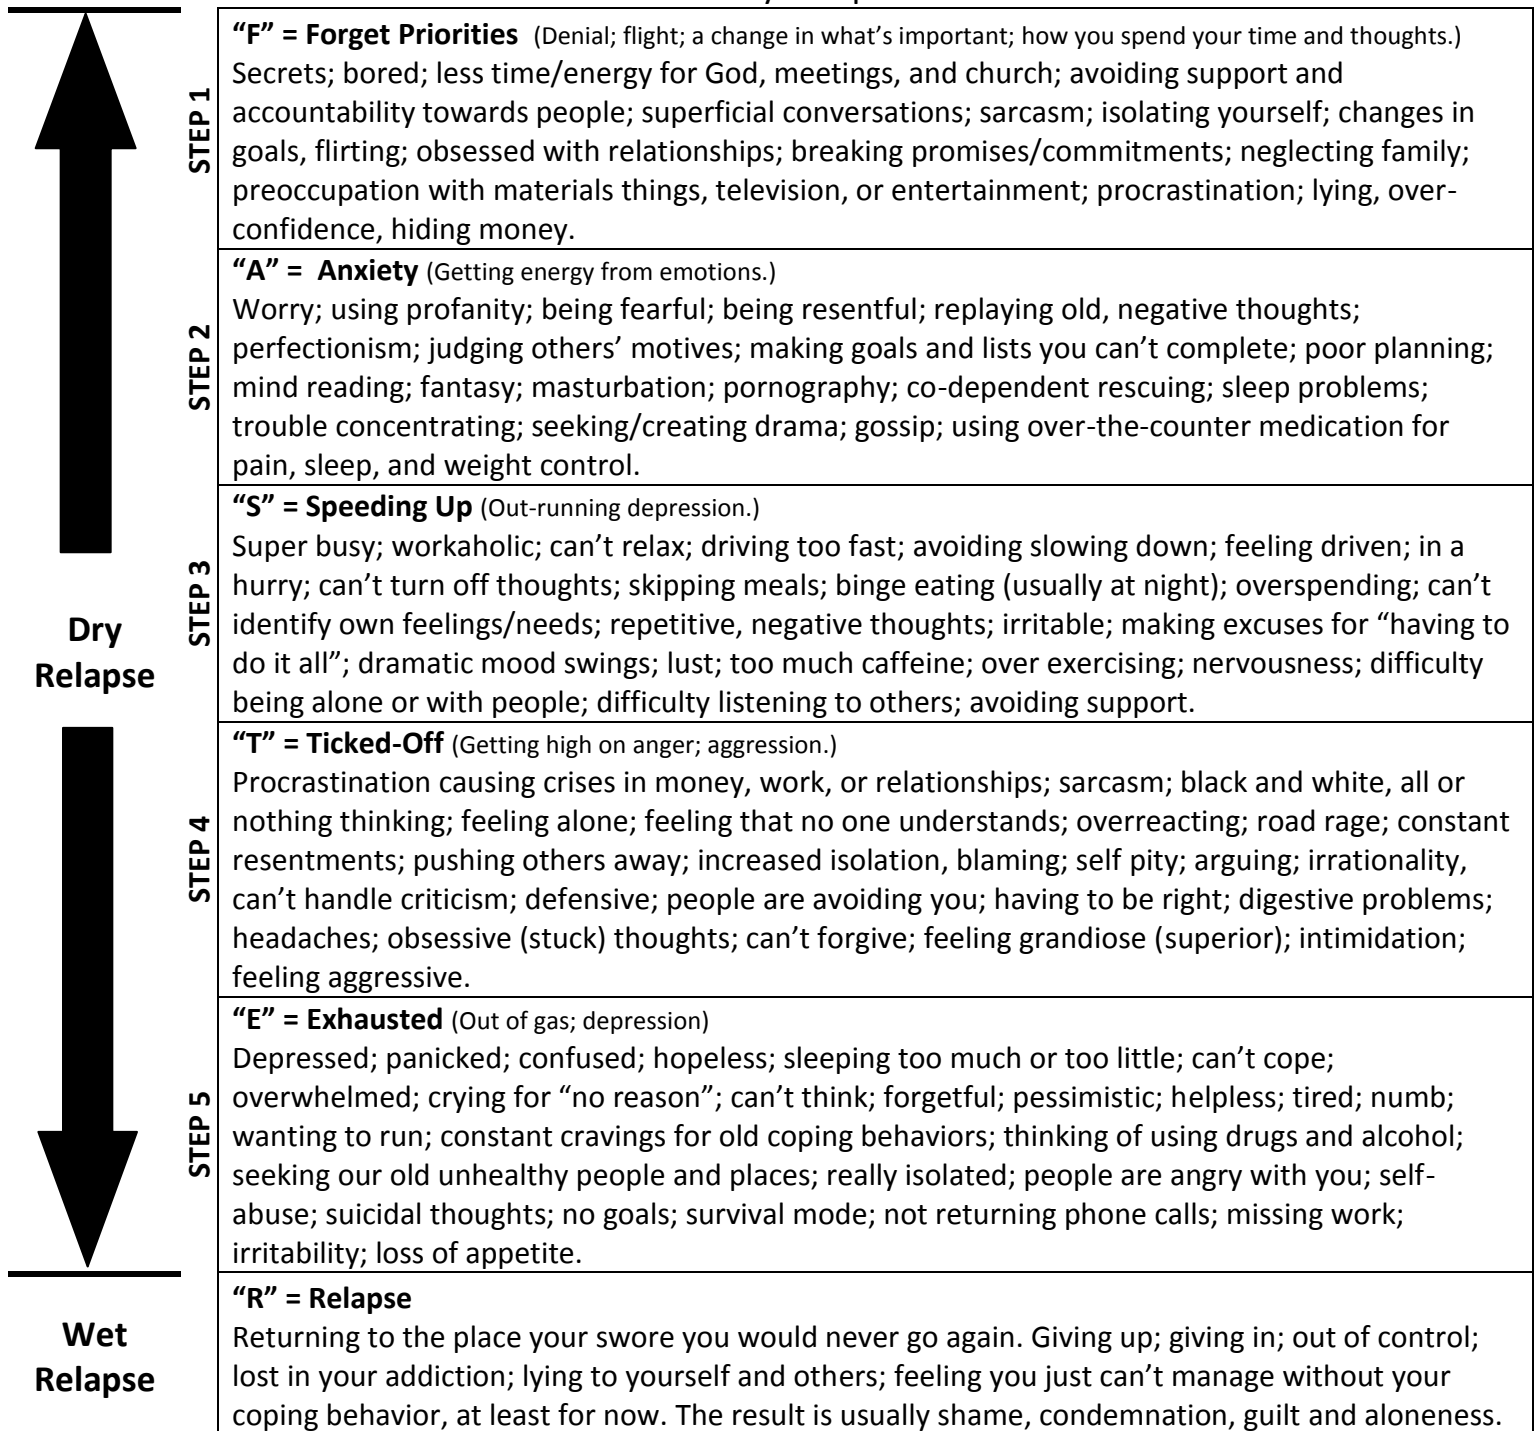 “F” = Forget Priorities (Denial; flight; a change in what’s important; how you spend your time and thoughts.)
Secrets; bored; less time/energy for God, meetings, and church; avoiding support and
accountability towards people; superficial conversations; sarcasm; isolating yourself; changes in
goals, flirting; obsessed with relationships; breaking promises/commitments; neglecting family;
preoccupation with materials things, television, or entertainment; procrastination; lying, over-
confidence, hiding money.
STEP 1
“A” = Anxiety (Getting energy from emotions.)
Worry; using profanity; being fearful; being resentful; replaying old, negative thoughts;
perfectionism; judging others’ motives; making goals and lists you can’t complete; poor planning;
mind reading; fantasy; masturbation; pornography; co-dependent rescuing; sleep problems;
trouble concentrating; seeking/creating drama; gossip; using over-the-counter medication for
pain, sleep, and weight control.
STEP 2
“S” = Speeding Up (Out-running depression.)
Super busy; workaholic; can’t relax; driving too fast; avoiding slowing down; feeling driven; in a
hurry; can’t turn off thoughts; skipping meals; binge eating (usually at night); overspending; can’t
identify own feelings/needs; repetitive, negative thoughts; irritable; making excuses for “having to
do it all”; dramatic mood swings; lust; too much caffeine; over exercising; nervousness; difficulty
being alone or with people; difficulty listening to others; avoiding support.
STEP 3
Dry
Relapse
“T” = Ticked-Off (Getting high on anger; aggression.)
Procrastination causing crises in money, work, or relationships; sarcasm; black and white, all or
nothing thinking; feeling alone; feeling that no one understands; overreacting; road rage; constant
resentments; pushing others away; increased isolation, blaming; self pity; arguing; irrationality,
can’t handle criticism; defensive; people are avoiding you; having to be right; digestive problems;
headaches; obsessive (stuck) thoughts; can’t forgive; feeling grandiose (superior); intimidation;
feeling aggressive.
STEP 4
“E” = Exhausted (Out of gas; depression)
Depressed; panicked; confused; hopeless; sleeping too much or too little; can’t cope;
overwhelmed; crying for “no reason”; can’t think; forgetful; pessimistic; helpless; tired; numb;
wanting to run; constant cravings for old coping behaviors; thinking of using drugs and alcohol;
seeking our old unhealthy people and places; really isolated; people are angry with you; self-
abuse; suicidal thoughts; no goals; survival mode; not returning phone calls; missing work;
irritability; loss of appetite.
STEP 5
“R” = Relapse
Returning to the place your swore you would never go again. Giving up; giving in; out of control;
lost in your addiction; lying to yourself and others; feeling you just can’t manage without your
coping behavior, at least for now. The result is usually shame, condemnation, guilt and aloneness.
Wet
Relapse